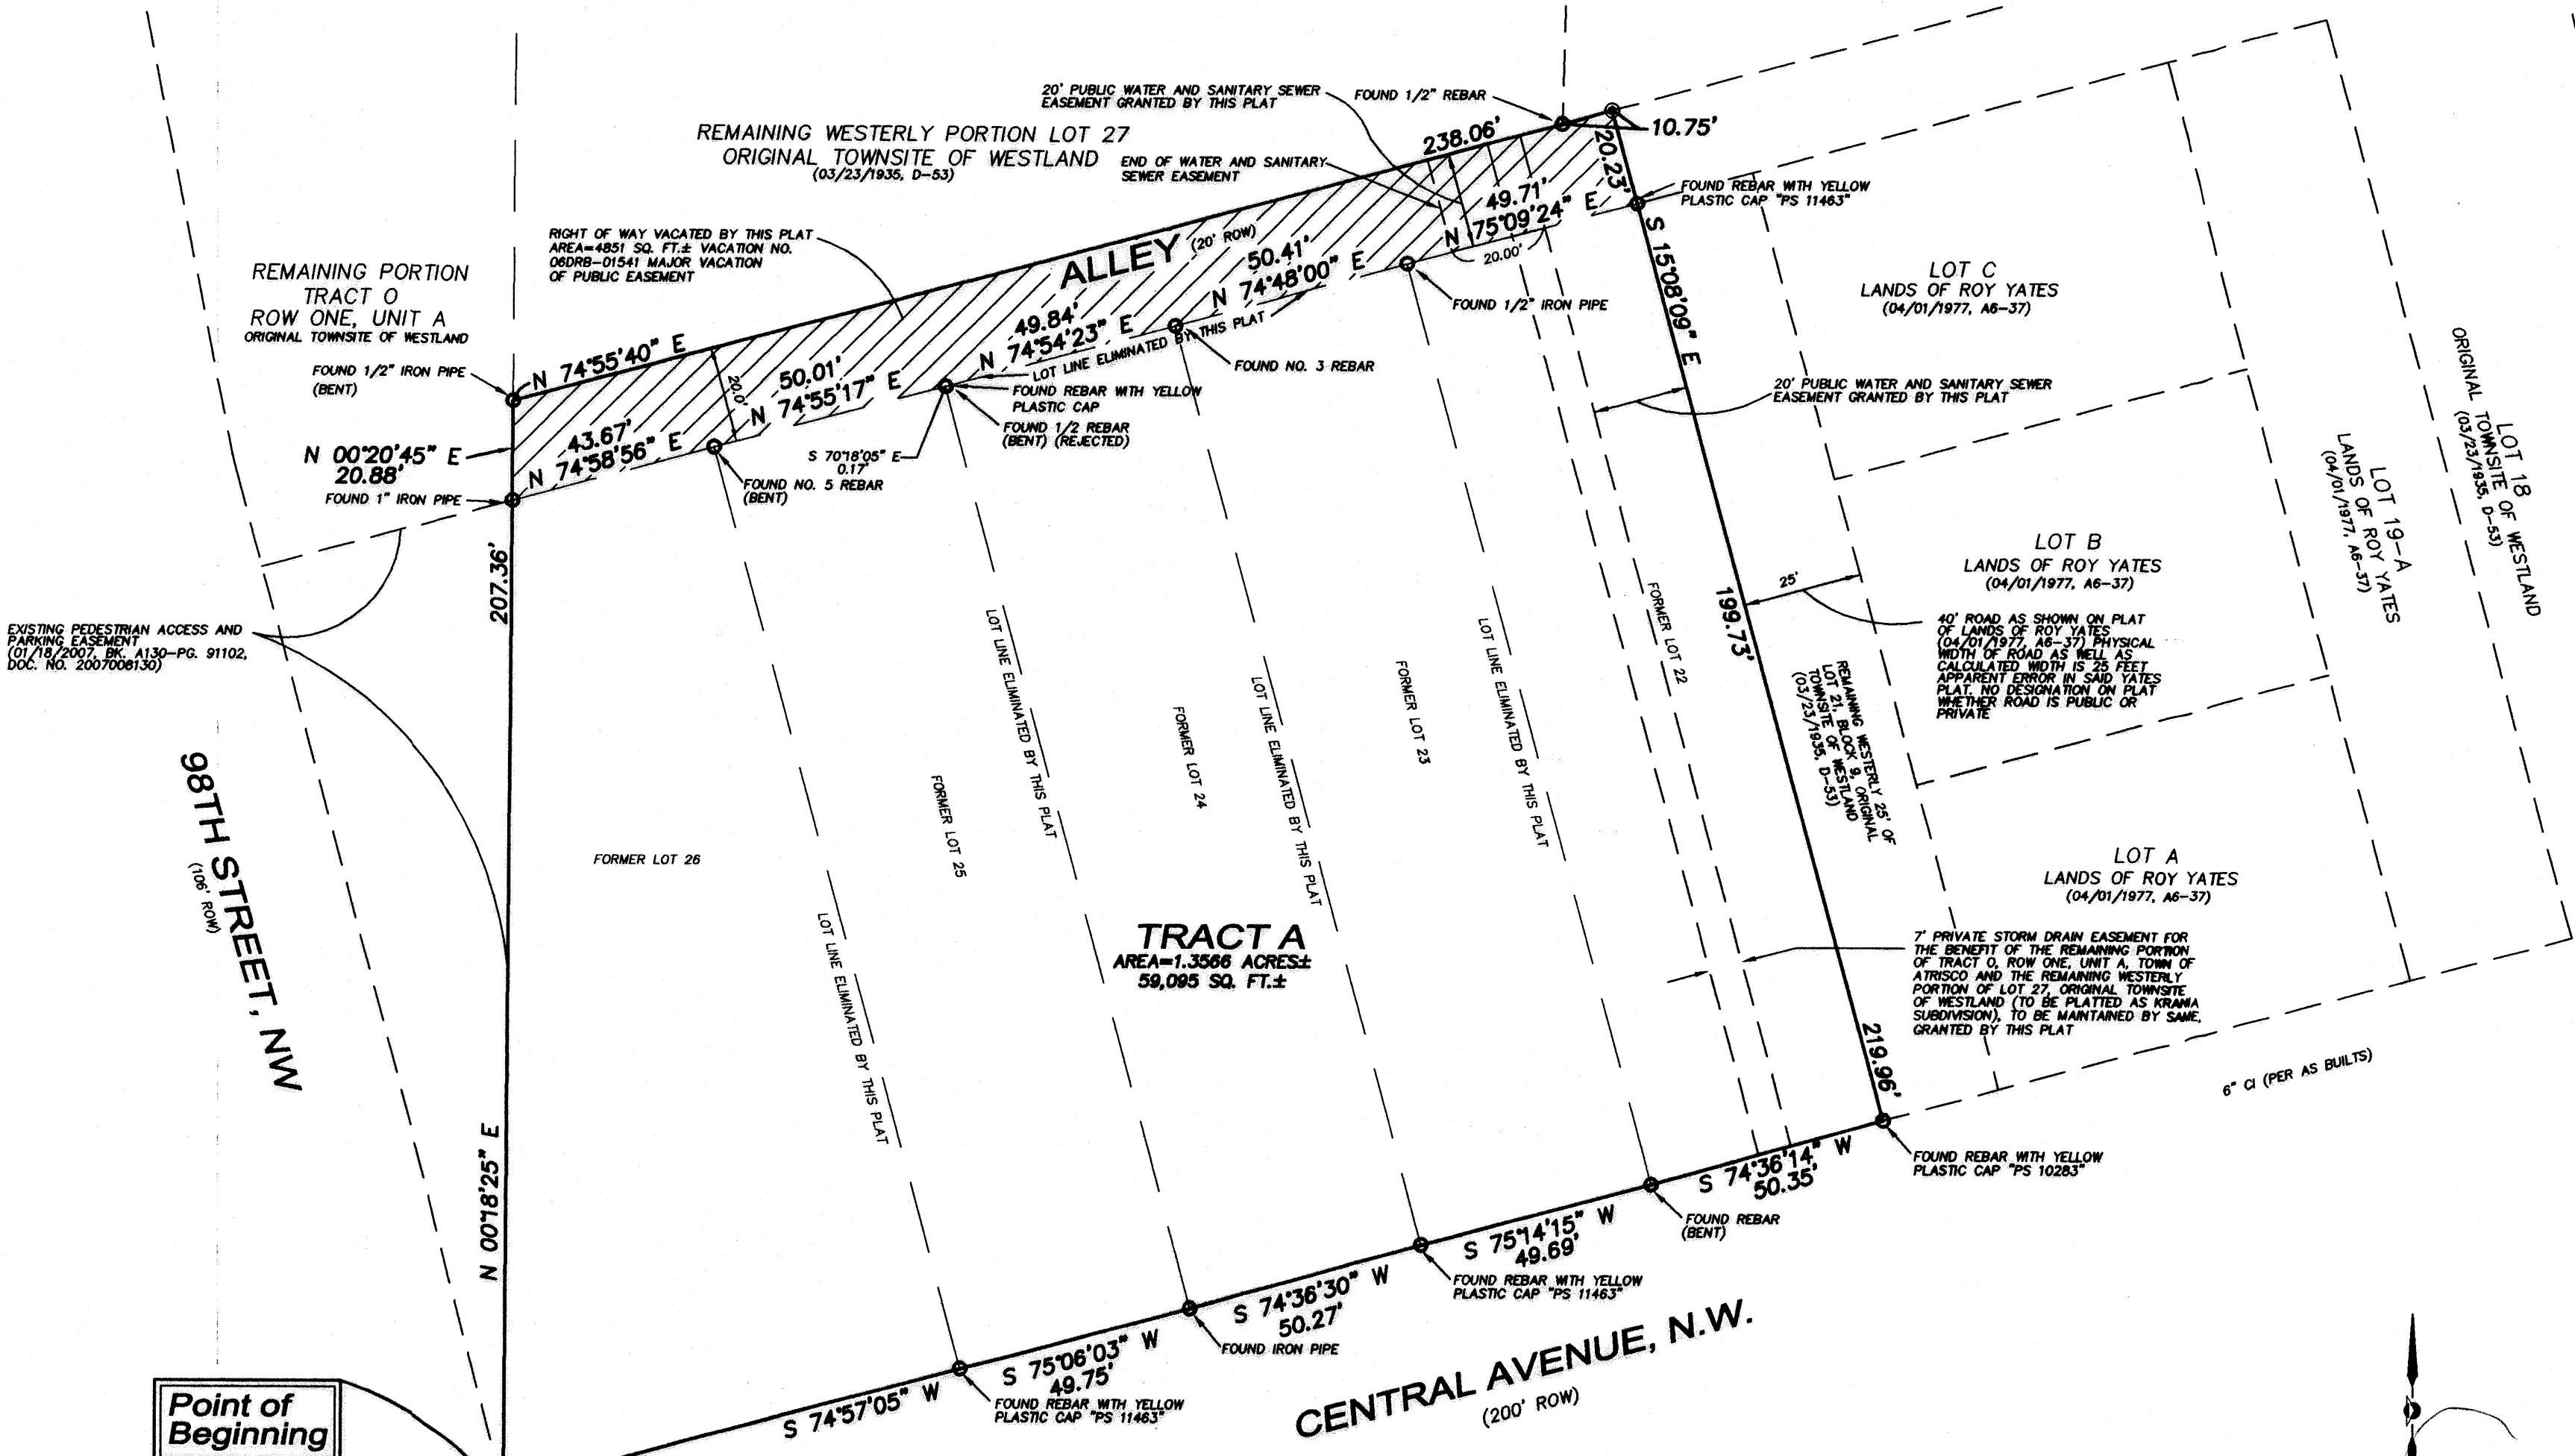 20' PUBLIC WATER AND SANITARY SEWER
EASEMENT GRANTED BY THIS PLAT
FOUND 1/2" REBAR
10.75'
238.06'
20.23'
REMAINING WESTERLY PORTION LOT 27
ORIGINAL TOWNSITE OF WESTLAND
(03/23/1935, D-53)
END OF WATER AND SANITARY
SEWER EASEMENT
49.71'
N 75°09'24" E
20.00'
FOUND REBAR WITH YELLOW
PLASTIC CAP "PS 11463"
RIGHT OF WAY VACATED BY THIS PLAT
AREA=4851 SQ. FT.± VACATION NO.
06DRB-01541 MAJOR VACATION
OF PUBLIC EASEMENT
ALLEY (20' ROW)
50.41'
N 74°48'00" E
S 15°08'09" E
REMAINING PORTION
TRACT O
ROW ONE, UNIT A
ORIGINAL TOWNSITE OF WESTLAND
FOUND 1/2" IRON PIPE
(BENT)
N 74°55'40" E
20.0'
50.01'
N 74°55'17" E
49.84'
N 74°54'23" E
LOT LINE ELIMINATED BY THIS PLAT
FOUND 1/2" IRON PIPE
FOUND NO. 3 REBAR
LOT C
LANDS OF ROY YATES
(04/01/1977, A6-37)
20' PUBLIC WATER AND SANITARY SEWER
EASEMENT GRANTED BY THIS PLAT
FOUND REBAR WITH YELLOW
PLASTIC CAP
FOUND 1/2 REBAR
(BENT) (REJECTED)
S 70°18'05" E
0.17'
N 00°20'45" E
20.88'
43.67'
N 74°58'56" E
FOUND NO. 5 REBAR
(BENT)
FOUND 1" IRON PIPE
207.36'
EXISTING PEDESTRIAN ACCESS AND
PARKING EASEMENT
(01/18/2007, BK. A130-PG. 91102,
DOC. NO. 2007008130)
98TH STREET, NW
(106' ROW)
N 00°18'25" E
FORMER LOT 26
LOT LINE ELIMINATED BY THIS PLAT
FORMER LOT 25
LOT LINE ELIMINATED BY THIS PLAT
FORMER LOT 24
LOT LINE ELIMINATED BY THIS PLAT
FORMER LOT 23
LOT LINE ELIMINATED BY THIS PLAT
FORMER LOT 22
TRACT A
AREA=1.3566 ACRES±
59,095 SQ. FT.±
199.73'
25'
219.96'
REMAINING WESTERLY 25' OF
LOT 21, BLOCK 9, ORIGINAL
TOWNSITE OF WESTLAND
(03/23/1935, D-53)
LOT B
LANDS OF ROY YATES
(04/01/1977, A6-37)
40' ROAD AS SHOWN ON PLAT
OF LANDS OF ROY YATES
(04/01/1977, A6-37) PHYSICAL
WIDTH OF ROAD AS WELL AS
CALCULATED WIDTH IS 25 FEET
APPARENT ERROR IN SAID YATES
PLAT. NO DESIGNATION ON PLAT
WHETHER ROAD IS PUBLIC OR
PRIVATE
LOT 19-A
LANDS OF ROY YATES
(04/01/1977, A6-37)
LOT 18
ORIGINAL TOWNSITE OF WESTLAND
(03/23/1935, D-53)
LOT A
LANDS OF ROY YATES
(04/01/1977, A6-37)
7' PRIVATE STORM DRAIN EASEMENT FOR
THE BENEFIT OF THE REMAINING PORTION
OF TRACT O, ROW ONE, UNIT A, TOWN OF
ATRISCO AND THE REMAINING WESTERLY
PORTION OF LOT 27, ORIGINAL TOWNSITE
OF WESTLAND (TO BE PLATTED AS KRANIA
SUBDIVISION), TO BE MAINTAINED BY SAME,
GRANTED BY THIS PLAT
6" CI (PER AS BUILTS)
FOUND REBAR WITH YELLOW
PLASTIC CAP "PS 10283"
S 74°36'14" W
50.35'
FOUND REBAR
(BENT)
S 75°14'15" W
49.69'
FOUND REBAR WITH YELLOW
PLASTIC CAP "PS 11463"
S 74°36'30" W
50.27'
FOUND IRON PIPE
S 75°06'03" W
49.75'
FOUND REBAR WITH YELLOW
PLASTIC CAP "PS 11463"
S 74°57'05" W
CENTRAL AVENUE, N.W.
(200' ROW)
Point of
Beginning